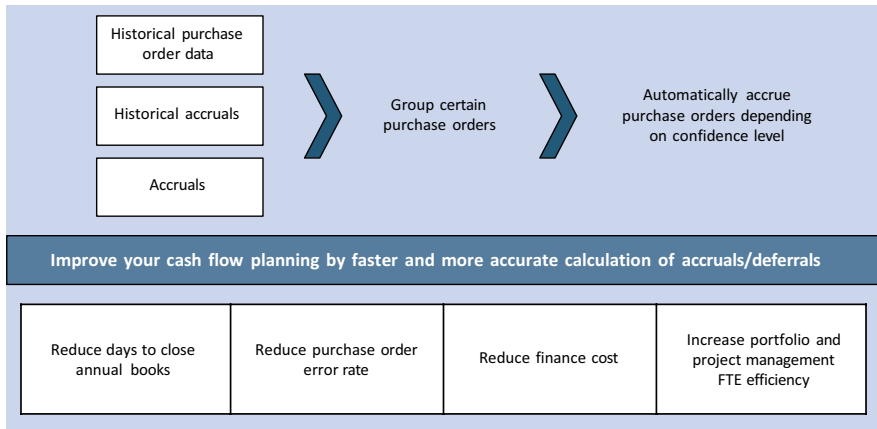 Historical purchase
order data
Historical accruals
Accruals
Group certain
purchase orders
Automatically accrue
purchase orders depending
on confidence level
Improve your cash flow planning by faster and more accurate calculation of accruals/deferrals
Reduce days to close
annual books
Reduce purchase order
error rate
Reduce finance cost
Increase portfolio and
project management
FTE efficiency